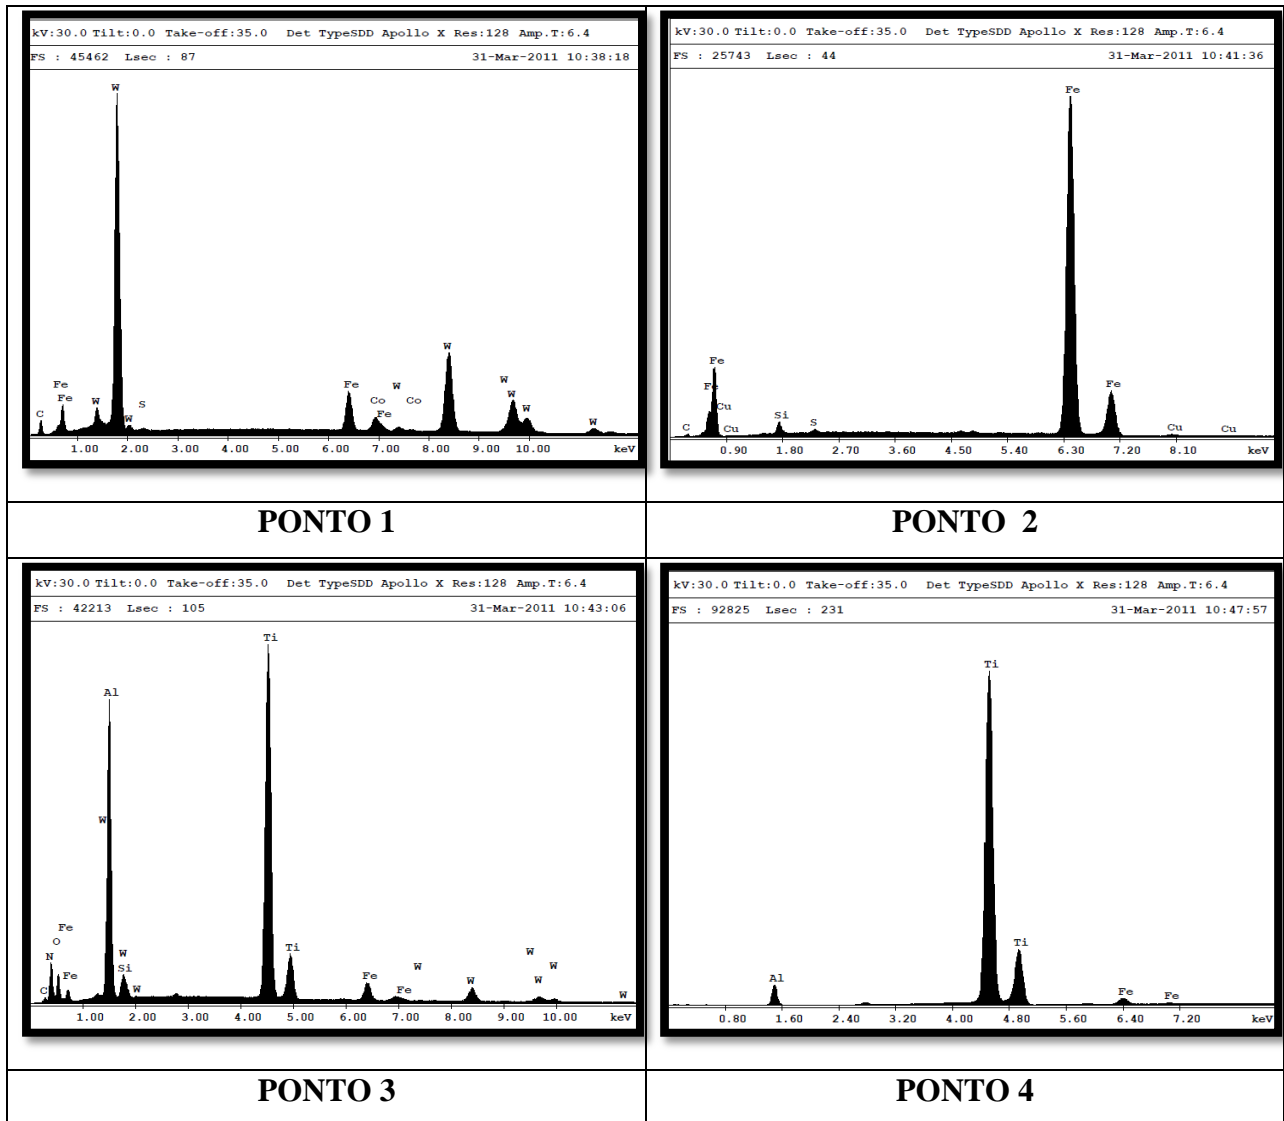 kV:30.0 Tilt:0.0 Take-off:35.0 Det TypeSDD Apollo X Res:128 Amp.T:6.4
FS : 45462 Lsec : 87 31-Mar-2011 10:38:18
W
W
Fe Fe W W
Fe Co W Co
C Fe W W S Fe W W
W
1.00 2.00 3.00 4.00 5.00 6.00 7.00 8.00 9.00 10.00 keV
PONTO 1
kV:30.0 Tilt:0.0 Take-off:35.0 Det TypeSDD Apollo X Res:128 Amp.T:6.4
FS : 25743 Lsec : 44 31-Mar-2011 10:41:36
Fe
Fe
Fe Fe
Cu Si
C Cu S Cu Cu
0.90 1.80 2.70 3.60 4.50 5.40 6.30 7.20 8.10 keV
PONTO 2
kV:30.0 Tilt:0.0 Take-off:35.0 Det TypeSDD Apollo X Res:128 Amp.T:6.4
FS : 42213 Lsec : 105 31-Mar-2011 10:43:06
Ti
Al
W
Fe
O Ti
N W W
Fe Si Fe W W W W
C W Fe W
1.00 2.00 3.00 4.00 5.00 6.00 7.00 8.00 9.00 10.00 keV
PONTO 3
kV:30.0 Tilt:0.0 Take-off:35.0 Det TypeSDD Apollo X Res:128 Amp.T:6.4
FS : 92825 Lsec : 231 31-Mar-2011 10:47:57
Ti
Ti
Al
Fe Fe
0.80 1.60 2.40 3.20 4.00 4.80 5.60 6.40 7.20 keV
PONTO 4